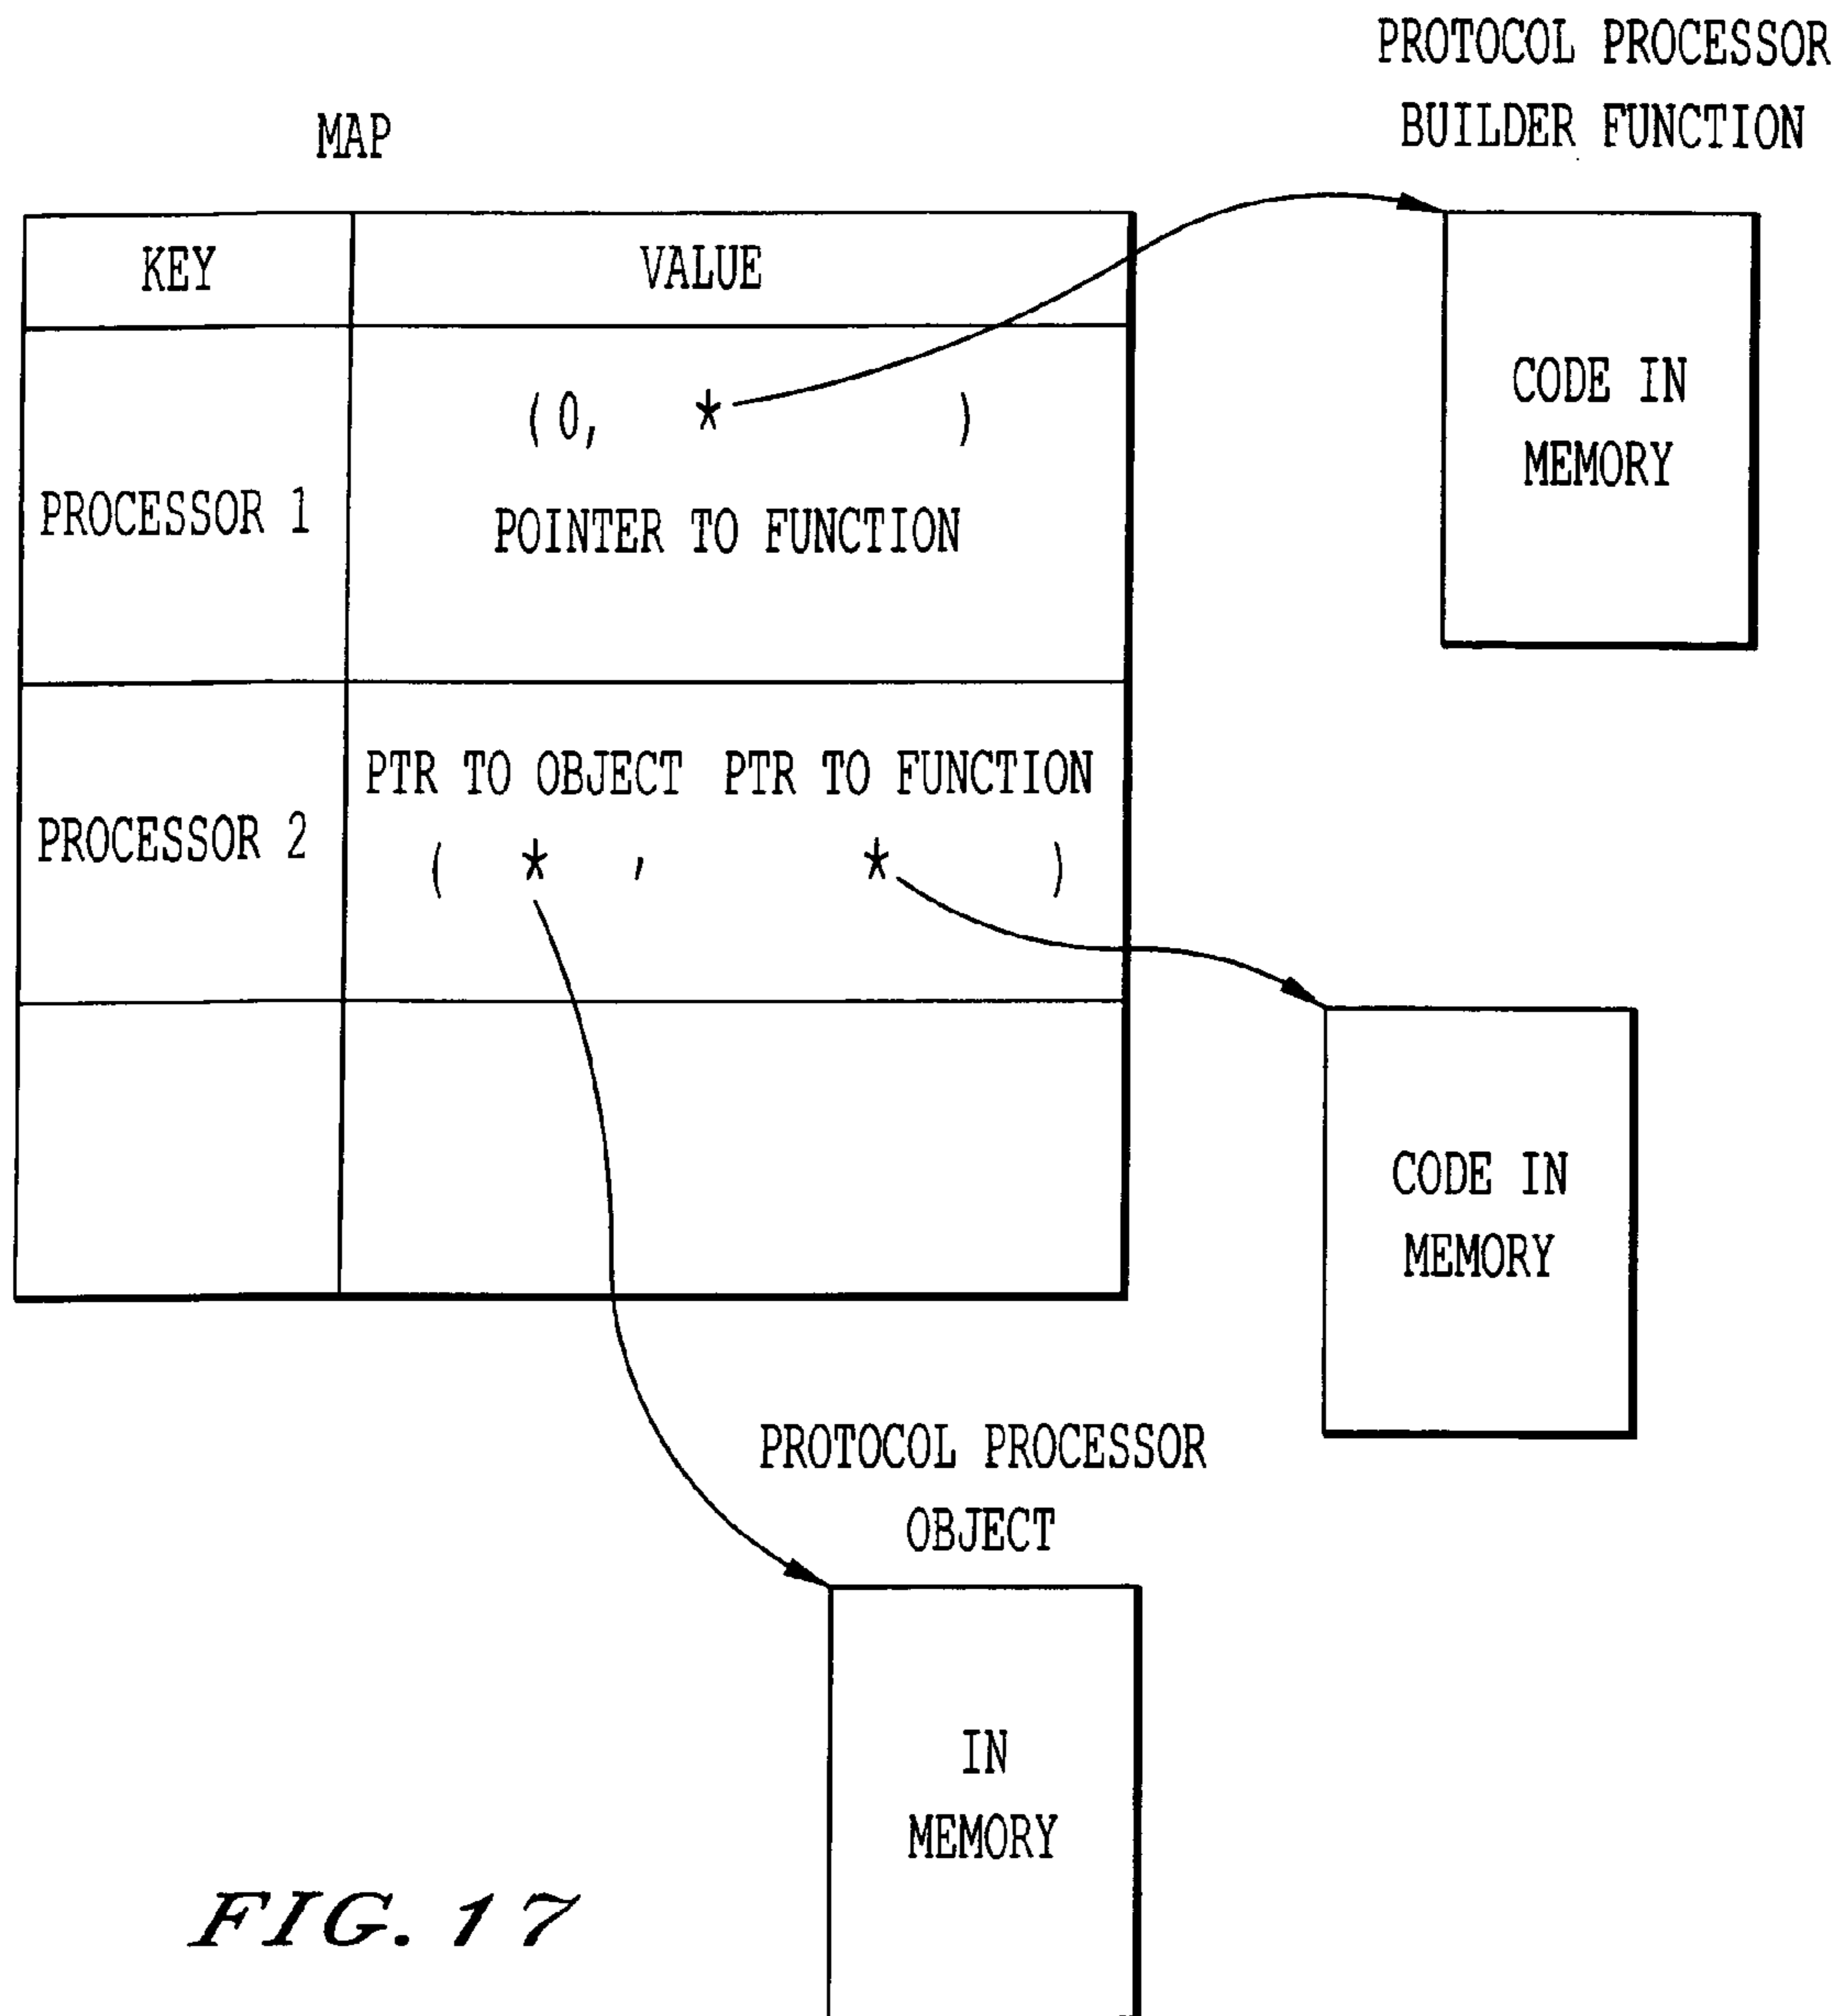 PROTOCOL PROCESSOR
BUILDER FUNCTION
MAP
KEY VALUE
CODE IN
MEMORY
(0, * )
PROCESSOR 1
POINTER TO FUNCTION
PTR TO OBJECT PTR TO FUNCTION
PROCESSOR 2
( * , * )
CODE IN
MEMORY
PROTOCOL PROCESSOR
OBJECT
IN
MEMORY
FIG. 17